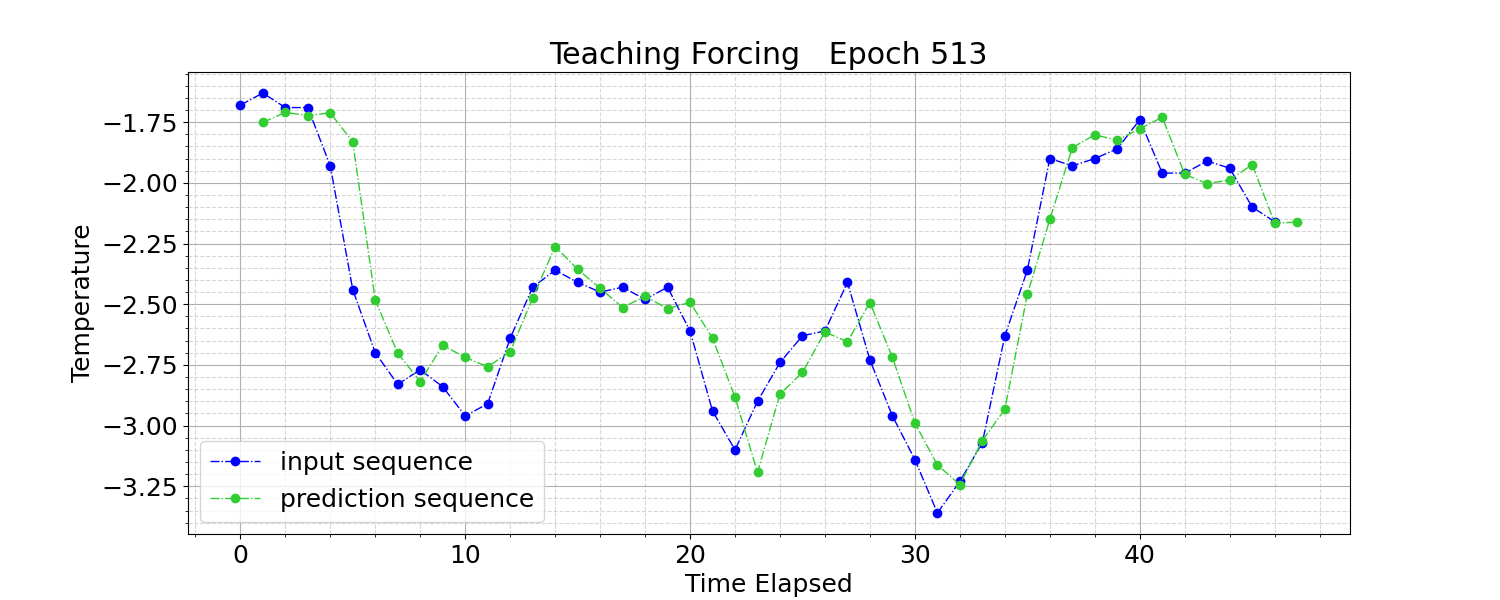 Teaching Forcing   Epoch 513
Temperature
−1.75
−2.00
−2.25
−2.50
−2.75
−3.00
−3.25
input sequence
prediction sequence
0 10 20 30 40
Time Elapsed